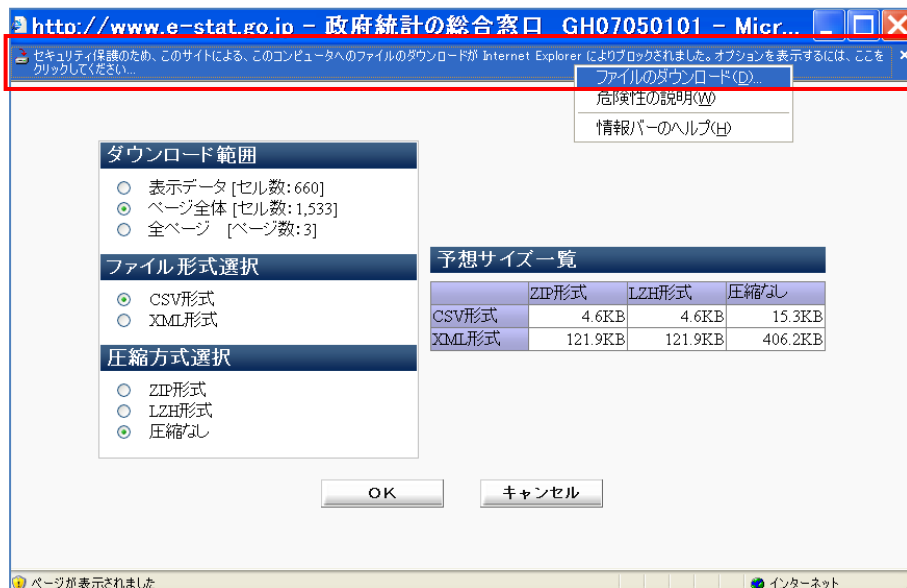 http://www.e-stat.go.jp - 政府統計の総合窓口 GH07050101 - Micr...
セキュリティ保護のため、このサイトによる、このコンピュータへのファイルのダウンロードが Internet Explorer によりブロックされました。オプションを表示するには、ここを
クリックしてください...
ファイルのダウンロード(D)...
危険性の説明(W)
情報バーのヘルプ(H)
ダウンロード範囲
表示データ [セル数:660]
ページ全体 [セル数:1,533]
全ページ [ページ数:3]
ファイル形式選択
CSV形式
XML形式
圧縮方式選択
ZIP形式
LZH形式
圧縮なし
予想サイズ一覧
ZIP形式 LZH形式 圧縮なし
CSV形式 4.6KB 4.6KB 15.3KB
XML形式 121.9KB 121.9KB 406.2KB
OK キャンセル
ページが表示されました インターネット